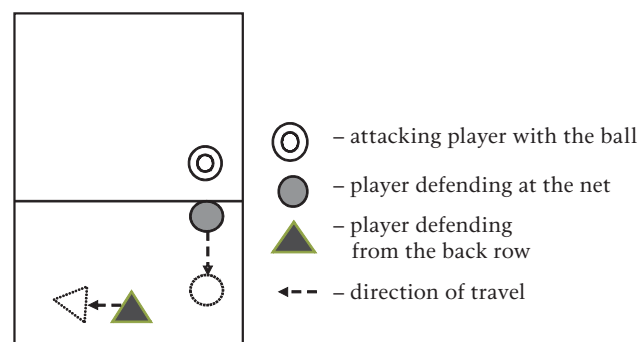 – attacking player with the ball
– player defending at the net
– player defending
from the back row
– direction of travel